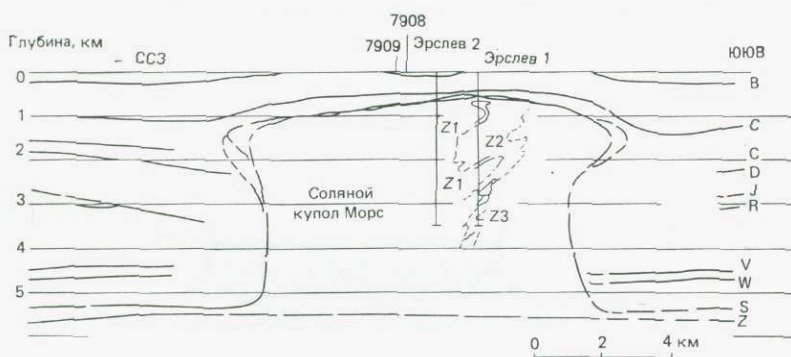 7908
Глубина, км
ССЗ
7909
Эрслев 2
Эрслев 1
ЮЮВ
0
B
1
C
Z1
Z2
2
C
D
Z1
Соляной
J
3
купол Морс
R
Z3
4
V
W
5
S
Z
0 2 4 км